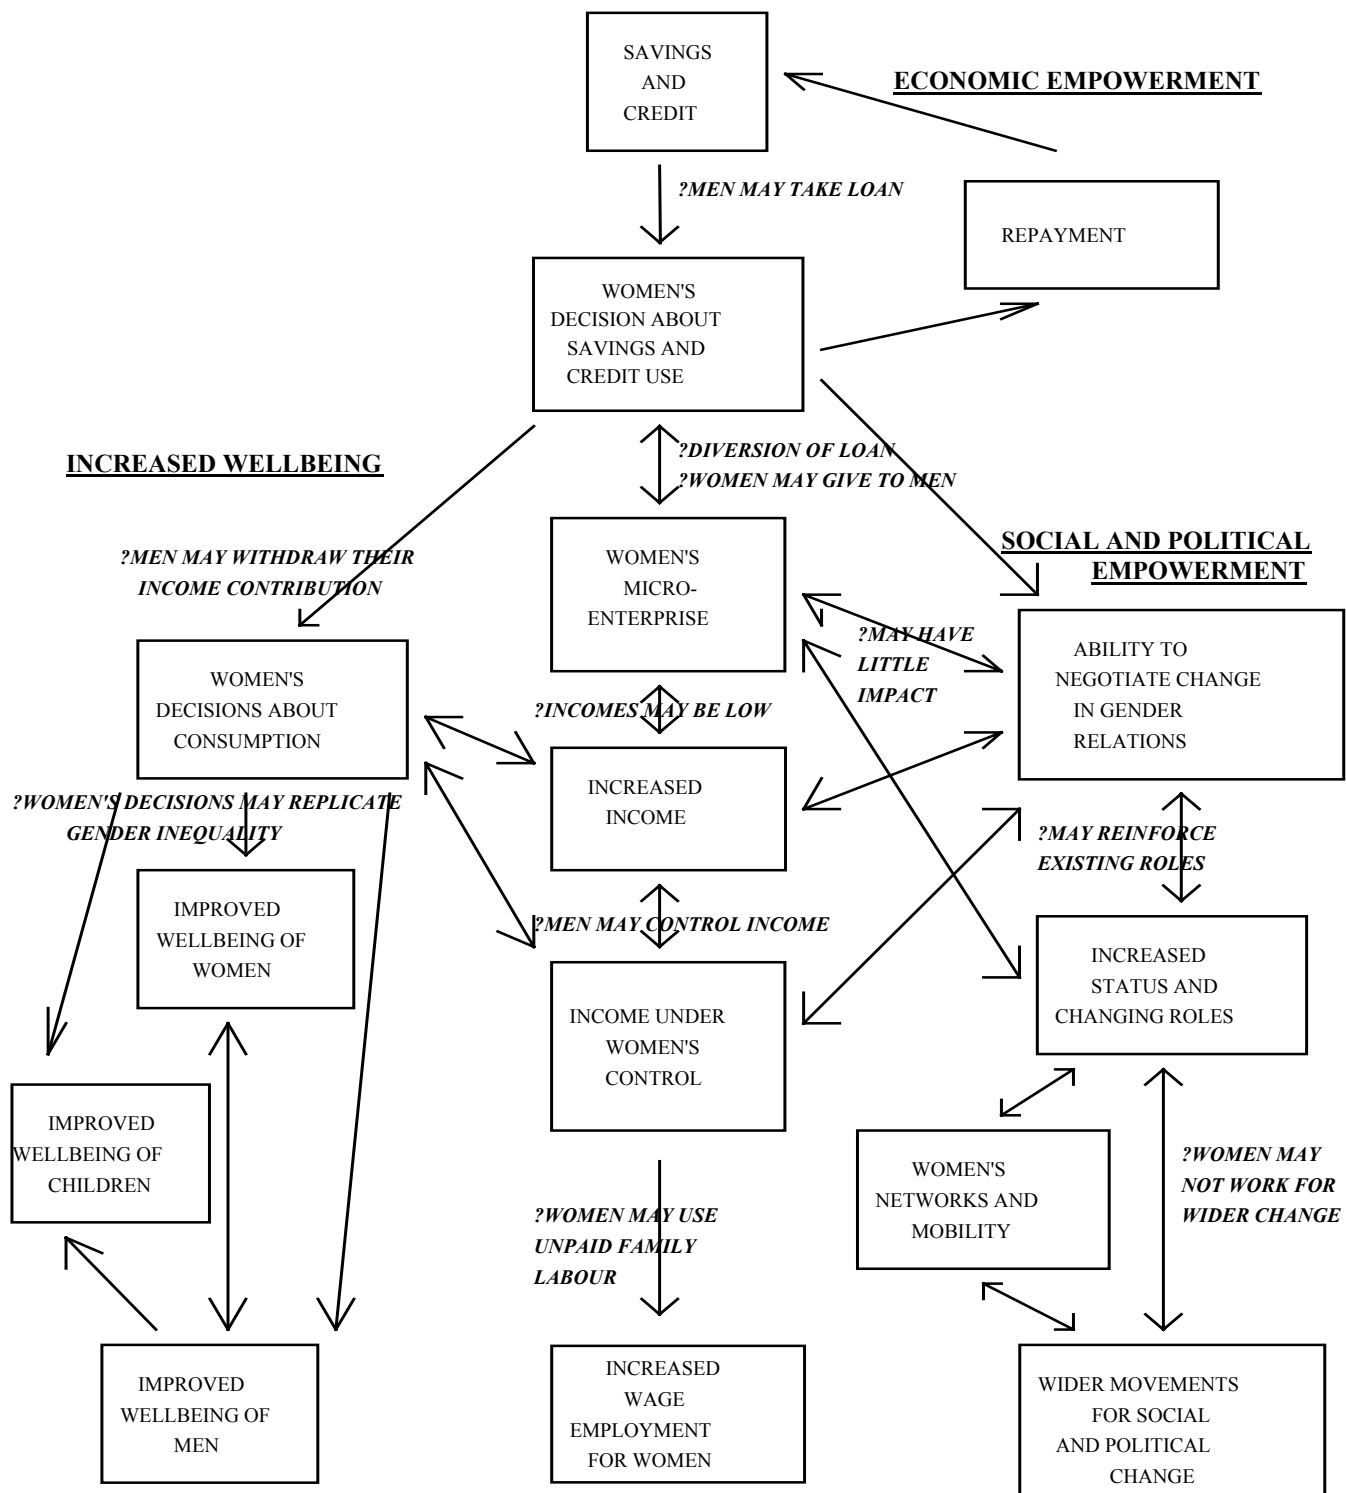 SAVINGS
AND
CREDIT
ECONOMIC EMPOWERMENT
?MEN MAY TAKE LOAN
REPAYMENT
WOMEN'S
DECISION ABOUT
SAVINGS AND
CREDIT USE
INCREASED WELLBEING
?DIVERSION OF LOAN
?WOMEN MAY GIVE TO MEN
?MEN MAY WITHDRAW THEIR
INCOME CONTRIBUTION
WOMEN'S
MICRO-
ENTERPRISE
SOCIAL AND POLITICAL
EMPOWERMENT
?MAY HAVE
LITTLE
IMPACT
ABILITY TO
NEGOTIATE CHANGE
IN GENDER
RELATIONS
WOMEN'S
DECISIONS ABOUT
CONSUMPTION
?INCOMES MAY BE LOW
INCREASED
INCOME
?WOMEN'S DECISIONS MAY REPLICATE
GENDER INEQUALITY
?MAY REINFORCE
EXISTING ROLES
IMPROVED
WELLBEING OF
WOMEN
?MEN MAY CONTROL INCOME
INCREASED
STATUS AND
CHANGING ROLES
INCOME UNDER
WOMEN'S
CONTROL
IMPROVED
WELLBEING OF
CHILDREN
WOMEN'S
NETWORKS AND
MOBILITY
?WOMEN MAY
NOT WORK FOR
WIDER CHANGE
?WOMEN MAY USE
UNPAID FAMILY
LABOUR
IMPROVED
WELLBEING OF
MEN
INCREASED
WAGE
EMPLOYMENT
FOR WOMEN
WIDER MOVEMENTS
FOR SOCIAL
AND POLITICAL
CHANGE